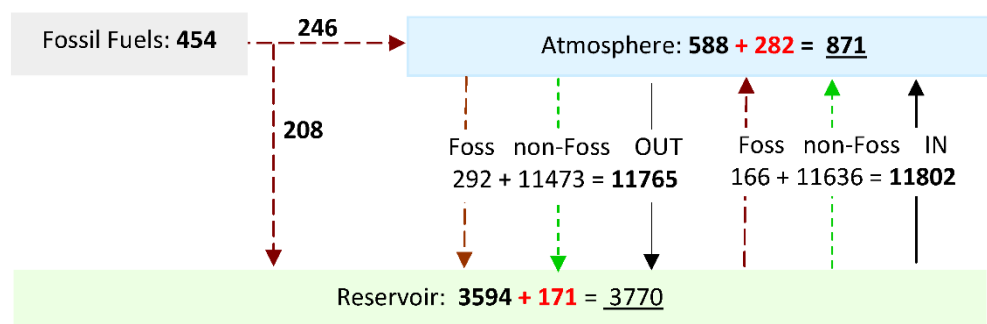 Fossil Fuels: 454
246
Atmosphere: 588 + 282 = 871
208
Foss non-Foss OUT
292 + 11473 = 11765
Foss non-Foss IN
166 + 11636 = 11802
Reservoir: 3594 + 171 = 3770